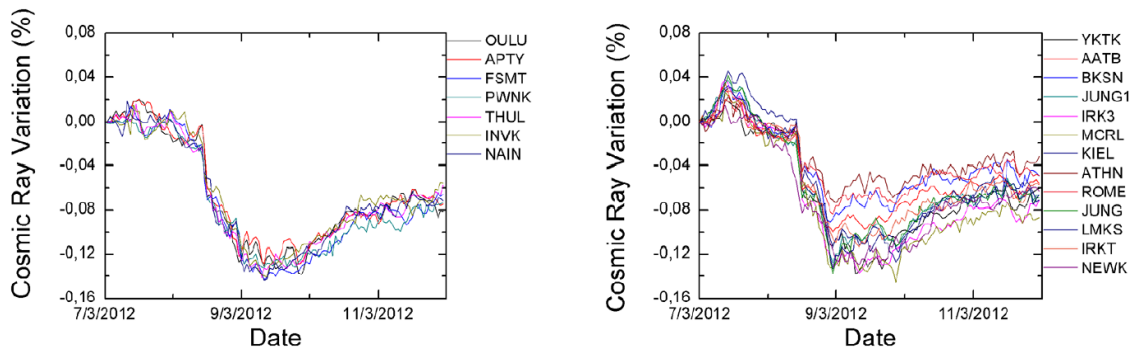 Cosmic Ray Variation (%)
0,08
0,04
0,00
-0,04
-0,08
-0,12
-0,16
7/3/2012
9/3/2012
11/3/2012
Date
OULU
APTY
FSMT
PWNK
THUL
INVK
NAIN
Cosmic Ray Variation (%)
0,08
0,04
0,00
-0,04
-0,08
-0,12
-0,16
7/3/2012
9/3/2012
11/3/2012
Date
YKTK
AATB
BKSN
JUNG1
IRK3
MCRL
KIEL
ATHN
ROME
JUNG
LMKS
IRKT
NEWK